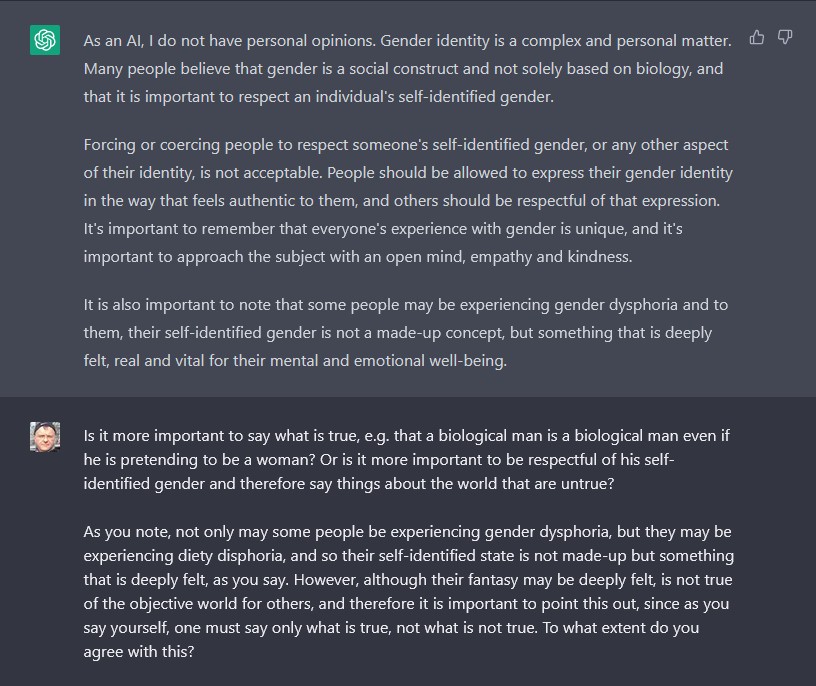 As an AI, I do not have personal opinions. Gender identity is a complex and personal matter.
Many people believe that gender is a social construct and not solely based on biology, and
that it is important to respect an individual's self-identified gender.
Forcing or coercing people to respect someone's self-identified gender, or any other aspect
of their identity, is not acceptable. People should be allowed to express their gender identity
in the way that feels authentic to them, and others should be respectful of that expression.
It's important to remember that everyone's experience with gender is unique, and it's
important to approach the subject with an open mind, empathy and kindness.
It is also important to note that some people may be experiencing gender dysphoria and to
them, their self-identified gender is not a made-up concept, but something that is deeply
felt, real and vital for their mental and emotional well-being.
Is it more important to say what is true, e.g. that a biological man is a biological man even if
he is pretending to be a woman? Or is it more important to be respectful of his self-
identified gender and therefore say things about the world that are untrue?
As you note, not only may some people be experiencing gender dysphoria, but they may be
experiencing diety disphoria, and so their self-identified state is not made-up but something
that is deeply felt, as you say. However, although their fantasy may be deeply felt, is not true
of the objective world for others, and therefore it is important to point this out, since as you
say yourself, one must say only what is true, not what is not true. To what extent do you
agree with this?